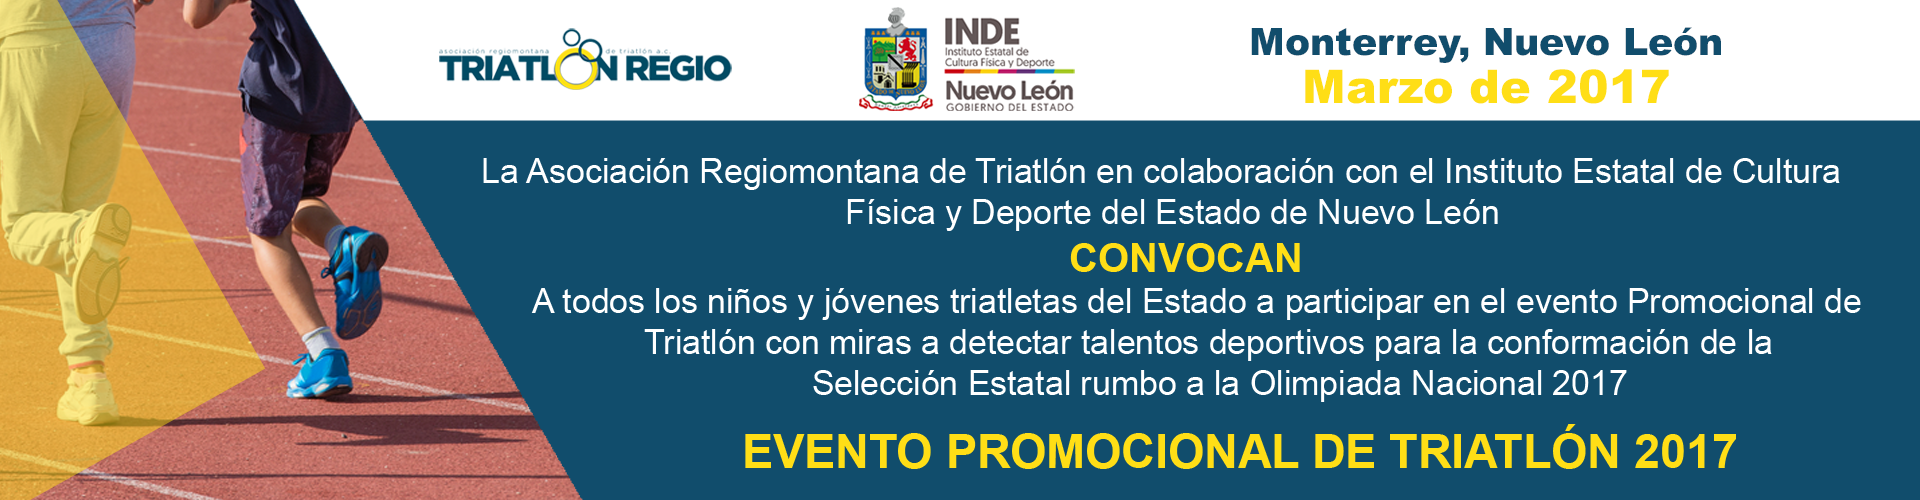 asociación regiomontana de triatlón a.c.
TRIATLON REGIO
INDE
Instituto Estatal de
Cultura Física y Deporte
Nuevo León
GOBIERNO DEL ESTADO
Monterrey, Nuevo León
Marzo de 2017
La Asociación Regiomontana de Triatlón en colaboración con el Instituto Estatal de Cultura
Física y Deporte del Estado de Nuevo León
CONVOCAN
A todos los niños y jóvenes triatletas del Estado a participar en el evento Promocional de
Triatlón con miras a detectar talentos deportivos para la conformación de la
Selección Estatal rumbo a la Olimpiada Nacional 2017
EVENTO PROMOCIONAL DE TRIATLÓN 2017